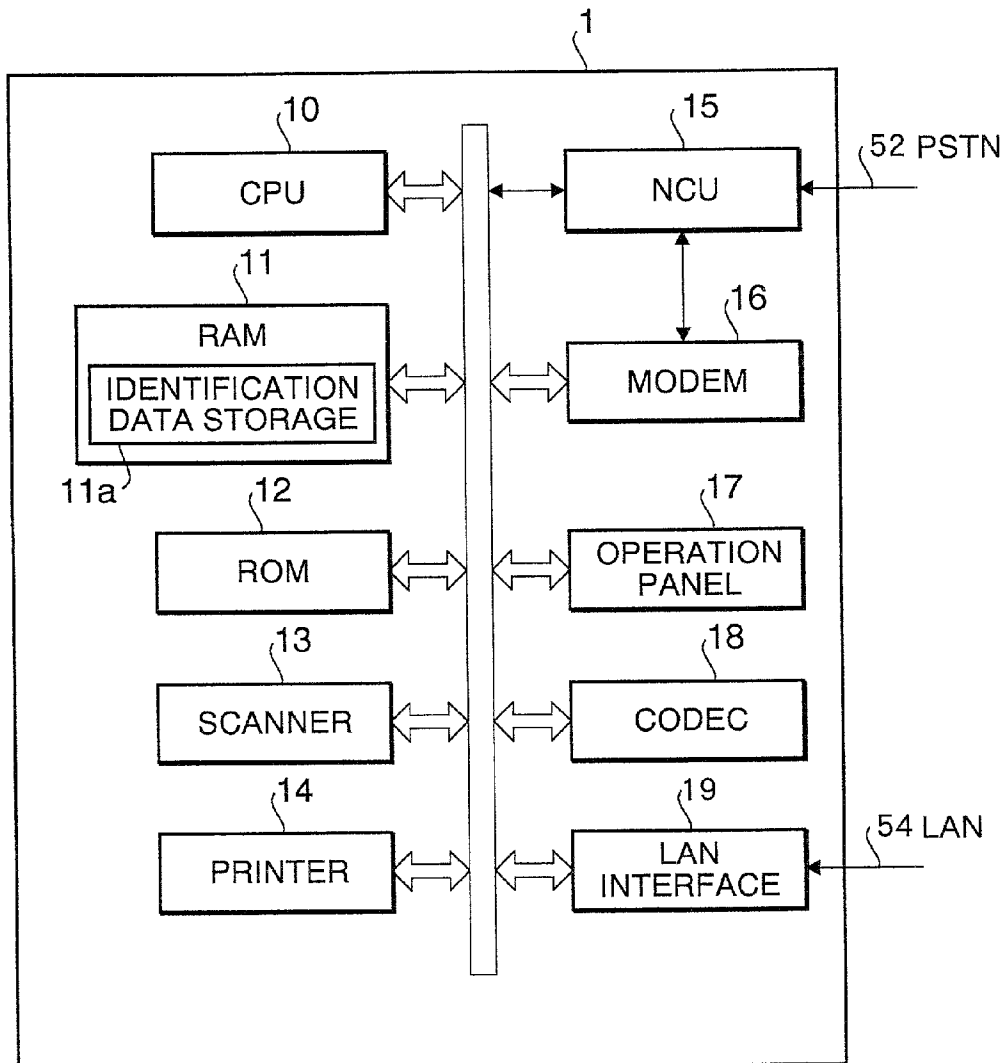 1
10
CPU
15
NCU
52 PSTN
11
RAM
IDENTIFICATION
DATA STORAGE
11a
16
MODEM
12
ROM
17
OPERATION
PANEL
13
SCANNER
18
CODEC
14
PRINTER
19
LAN
INTERFACE
54 LAN